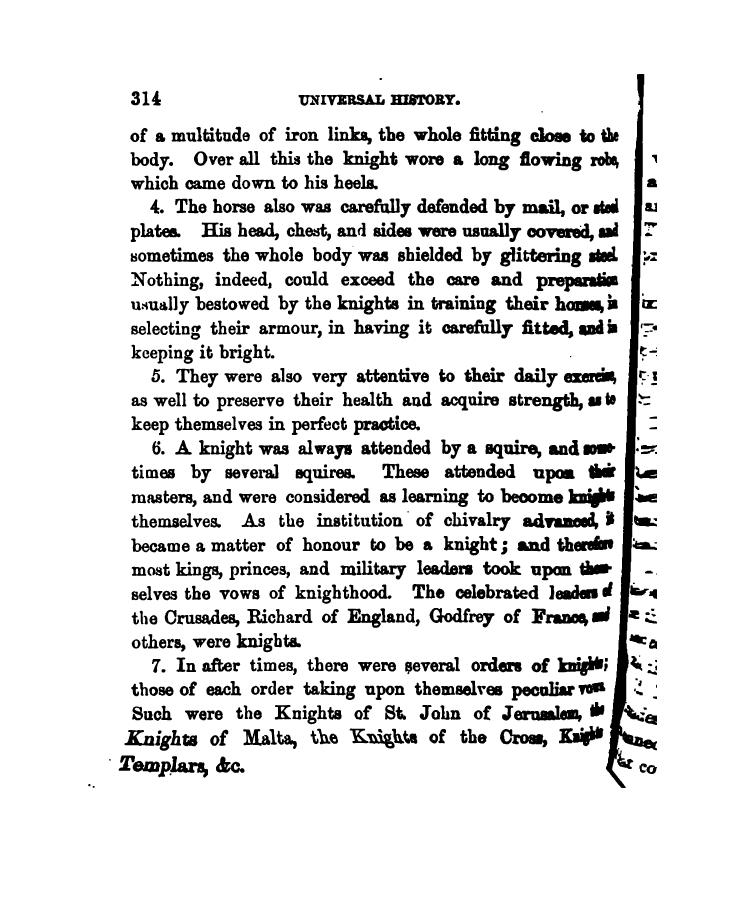 314 UNIVERSAL HISTORY.
of a multitude of iron links, the whole fitting close to the
body. Over all this the knight wore a long flowing robe,
which came down to his heels.
4. The horse also was carefully defended by mail, or steel
plates. His head, chest, and sides were usually covered, and
sometimes the whole body was shielded by glittering steel.
Nothing, indeed, could exceed the care and preparation
usually bestowed by the knights in training their horses, in
selecting their armour, in having it carefully fitted, and in
keeping it bright.
5. They were also very attentive to their daily exercise,
as well to preserve their health and acquire strength, as to
keep themselves in perfect practice.
6. A knight was always attended by a squire, and some-
times by several squires. These attended upon their
masters, and were considered as learning to become knights
themselves. As the institution of chivalry advanced, it
became a matter of honour to be a knight; and therefore
most kings, princes, and military leaders took upon them-
selves the vows of knighthood. The celebrated leaders of
the Crusades, Richard of England, Godfrey of France, and
others, were knights.
7. In after times, there were several orders of knights;
those of each order taking upon themselves peculiar vows.
Such were the Knights of St. John of Jerusalem, the
Knights of Malta, the Knights of the Cross, Knights
Templars, &c.